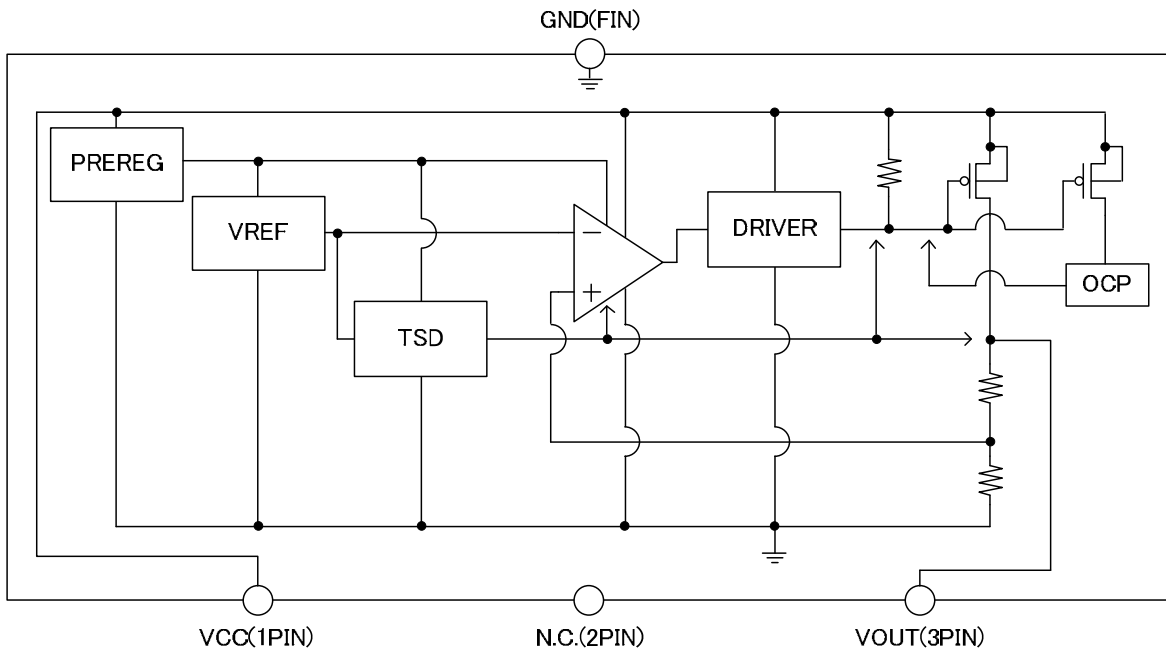 GND(FIN)
PREREG
VREF
DRIVER
OCP
TSD
VCC(1PIN)
N.C.(2PIN)
VOUT(3PIN)